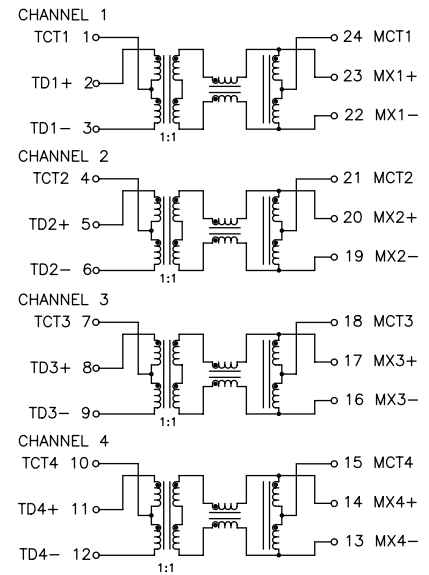 CHANNEL 1
TCT1 1 24 MCT1
TD1+ 2 23 MX1+
TD1- 3 22 MX1-
1:1
CHANNEL 2
TCT2 4 21 MCT2
TD2+ 5 20 MX2+
TD2- 6 19 MX2-
1:1
CHANNEL 3
TCT3 7 18 MCT3
TD3+ 8 17 MX3+
TD3- 9 16 MX3-
1:1
CHANNEL 4
TCT4 10 15 MCT4
TD4+ 11 14 MX4+
TD4- 12 13 MX4-
1:1